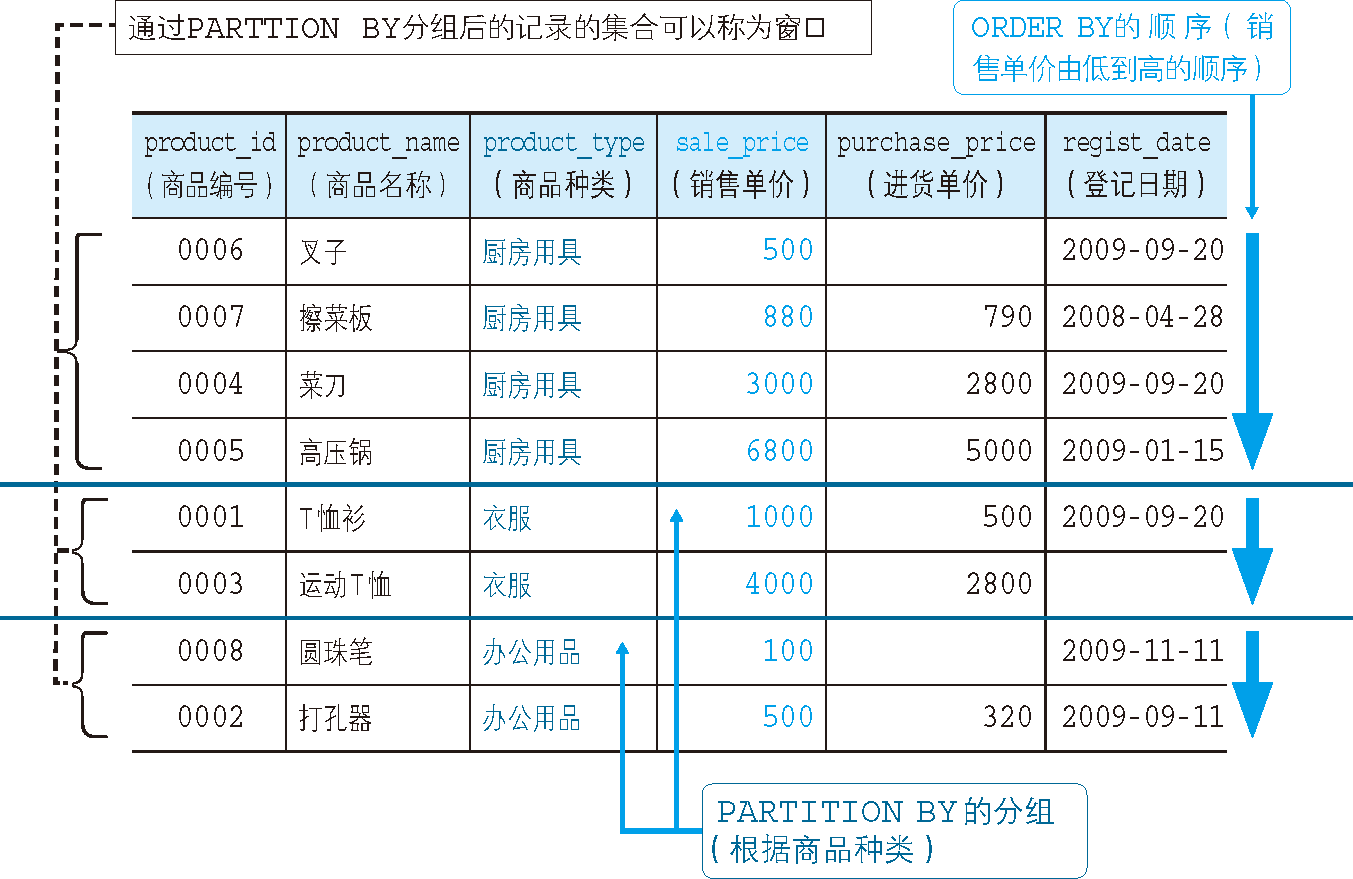 通过PARTTION BY分组后的记录的集合可以称为窗口
ORDER BY的顺序(销
售单价由低到高的顺序)
product_id product_name product_type sale_price purchase_price regist_date
(商品编号) (商品名称) (商品种类) (销售单价) (进货单价) (登记日期)
0006 叉子 厨房用具 500 2009-09-20
0007 擦菜板 厨房用具 880 790 2008-04-28
0004 菜刀 厨房用具 3000 2800 2009-09-20
0005 高压锅 厨房用具 6800 5000 2009-01-15
0001 T恤衫 衣服 1000 500 2009-09-20
0003 运动T恤 衣服 4000 2800
0008 圆珠笔 办公用品 100 2009-11-11
0002 打孔器 办公用品 500 320 2009-09-11
PARTITION BY的分组
(根据商品种类)